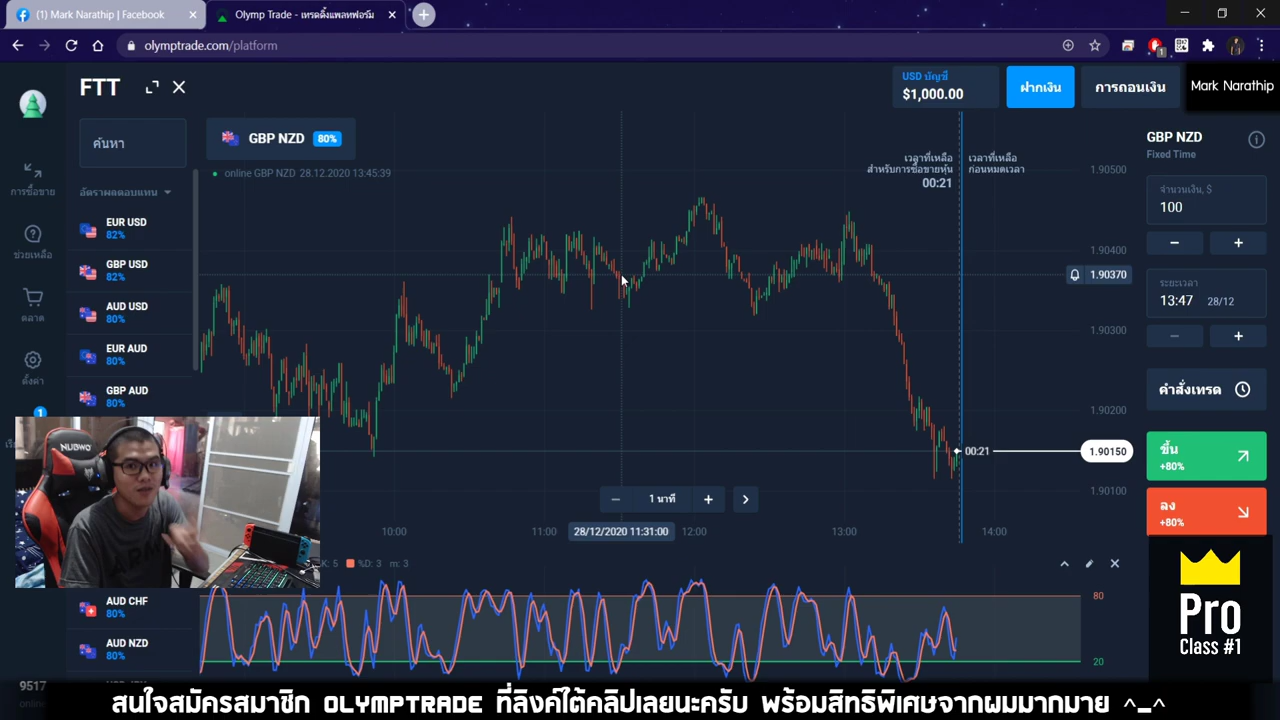 (1) Mark Narathip | Facebook
Olymp Trade - เทรดดิ้งแพลทฟอร์ม
olymptrade.com/platform
1
FTT
USD บัญชี
$1,000.00
ฝากเงิน
การถอนเงิน
Mark Narathip
ค้นหา
GBP NZD 80%
online GBP NZD 28.12.2020 13:45:39
อัตราผลตอบแทน
EUR USD
82%
GBP USD
82%
AUD USD
80%
EUR AUD
80%
GBP AUD
80%
AUD CHF
80%
AUD NZD
80%
การซื้อขาย
ช่วยเหลือ
ตลาด
ตั้งค่า
1
9517
online
เวลาที่เหลือ
สำหรับการซื้อขายหุ้น
00:21
เวลาที่เหลือ
ก่อนหมดเวลา
1.90500
1.90400
1.90370
1.90300
1.90200
1.90150
1.90100
00:21
1 นาที
10:00
11:00
28/12/2020 11:31:00
12:00
13:00
14:00
K: 5 %D: 3 m: 3
80
20
GBP NZD
Fixed Time
จำนวนเงิน, $
100
ระยะเวลา
13:47 28/12
คำสั่งเทรด
ขึ้น
+80%
ลง
+80%
NUBWO
Pro
Class #1
สนใจสมัครสมาชิก OLYMPTRADE ที่ลิงค์ใต้คลิปเลยนะครับ พร้อมสิทธิพิเศษจากผมมากมาย ^_^